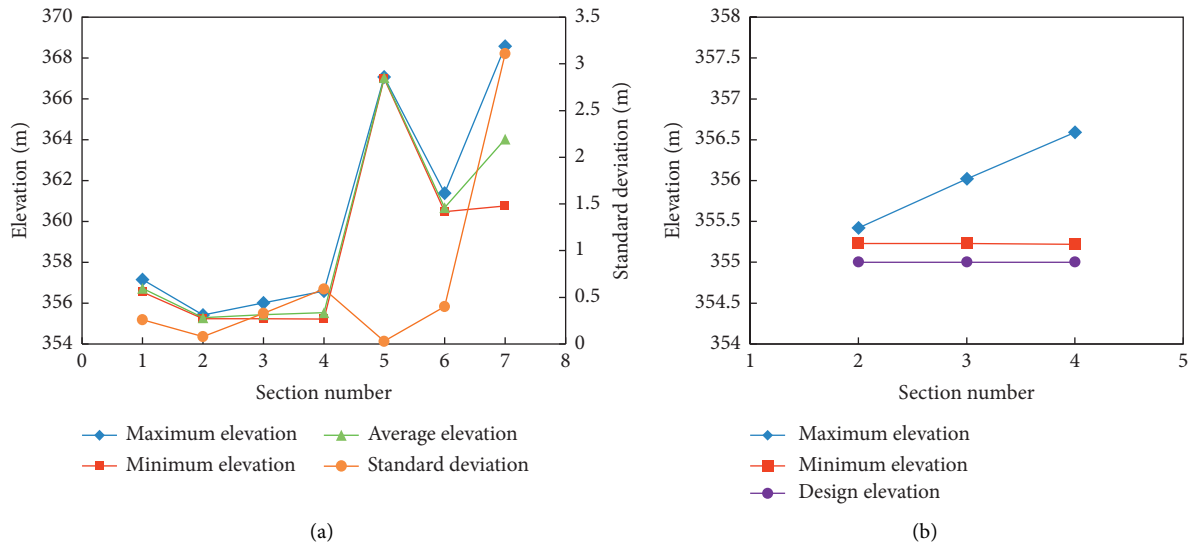 370
368
366
364
362
360
358
356
354
Elevation (m)
3.5
3
2.5
2
1.5
1
0.5
0
Standard deviation (m)
0 1 2 3 4 5 6 7 8
Section number
Maximum elevation
Average elevation
Minimum elevation
Standard deviation
(a)
358
357.5
357
356.5
356
355.5
355
354.5
354
Elevation (m)
1 2 3 4 5
Section number
Maximum elevation
Minimum elevation
Design elevation
(b)